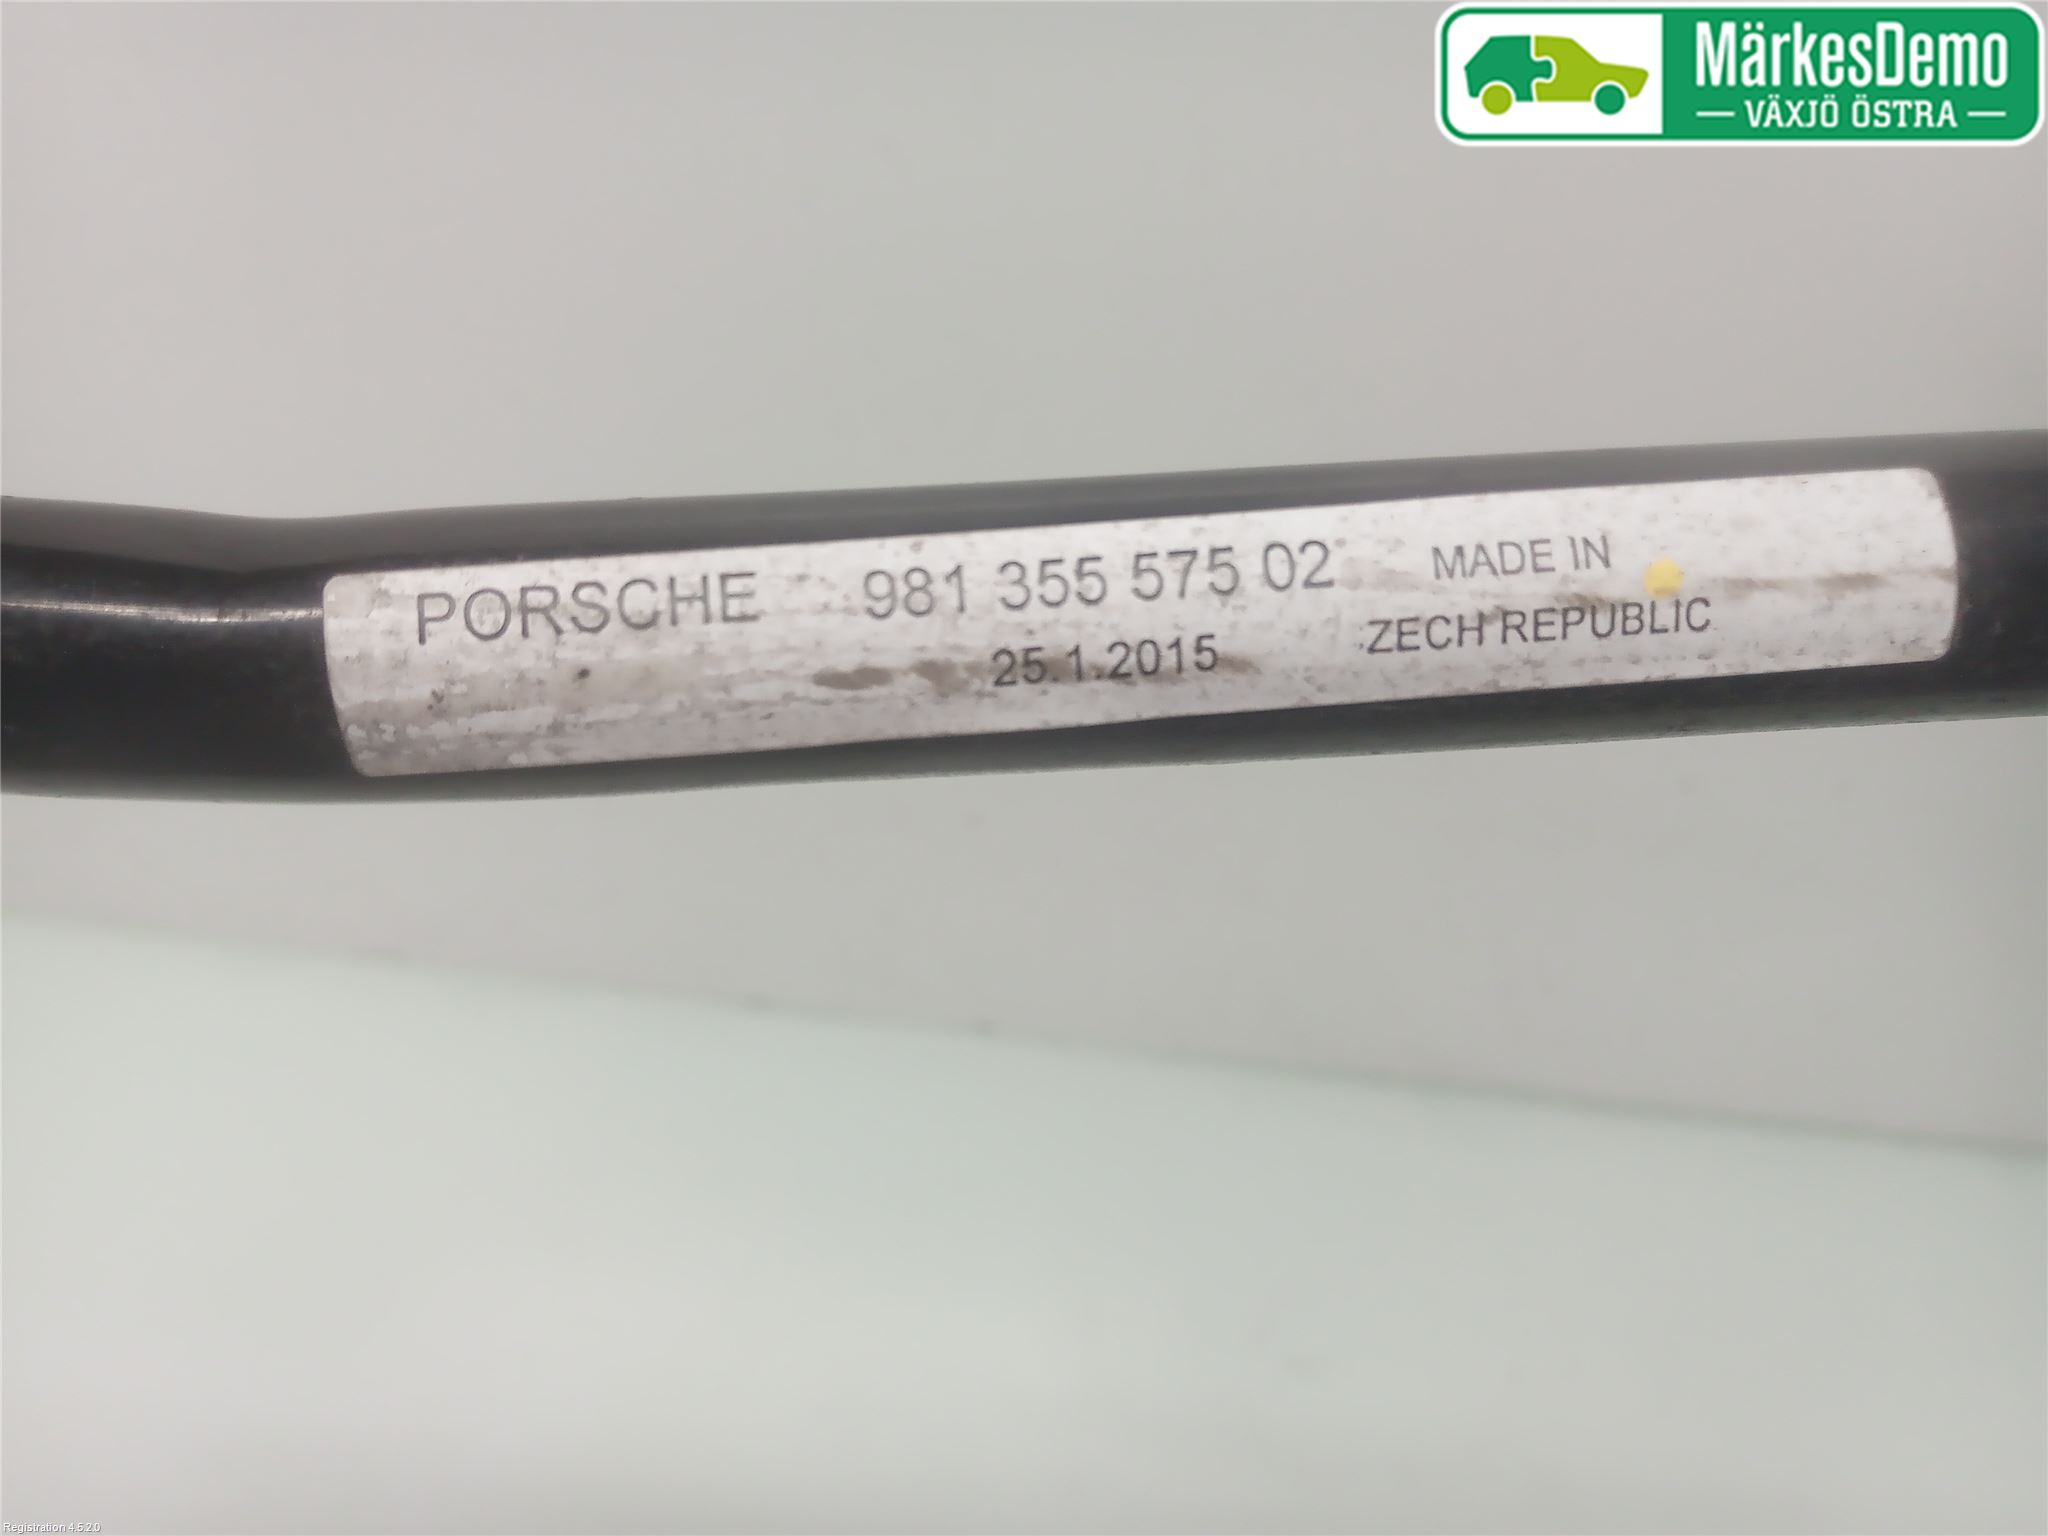 MärkesDemo
VÄXJÖ ÖSTRA
PORSCHE 981 355 575 02 MADE IN
25.1.2015 ZECH REPUBLIC
Registration 4.5.2.0